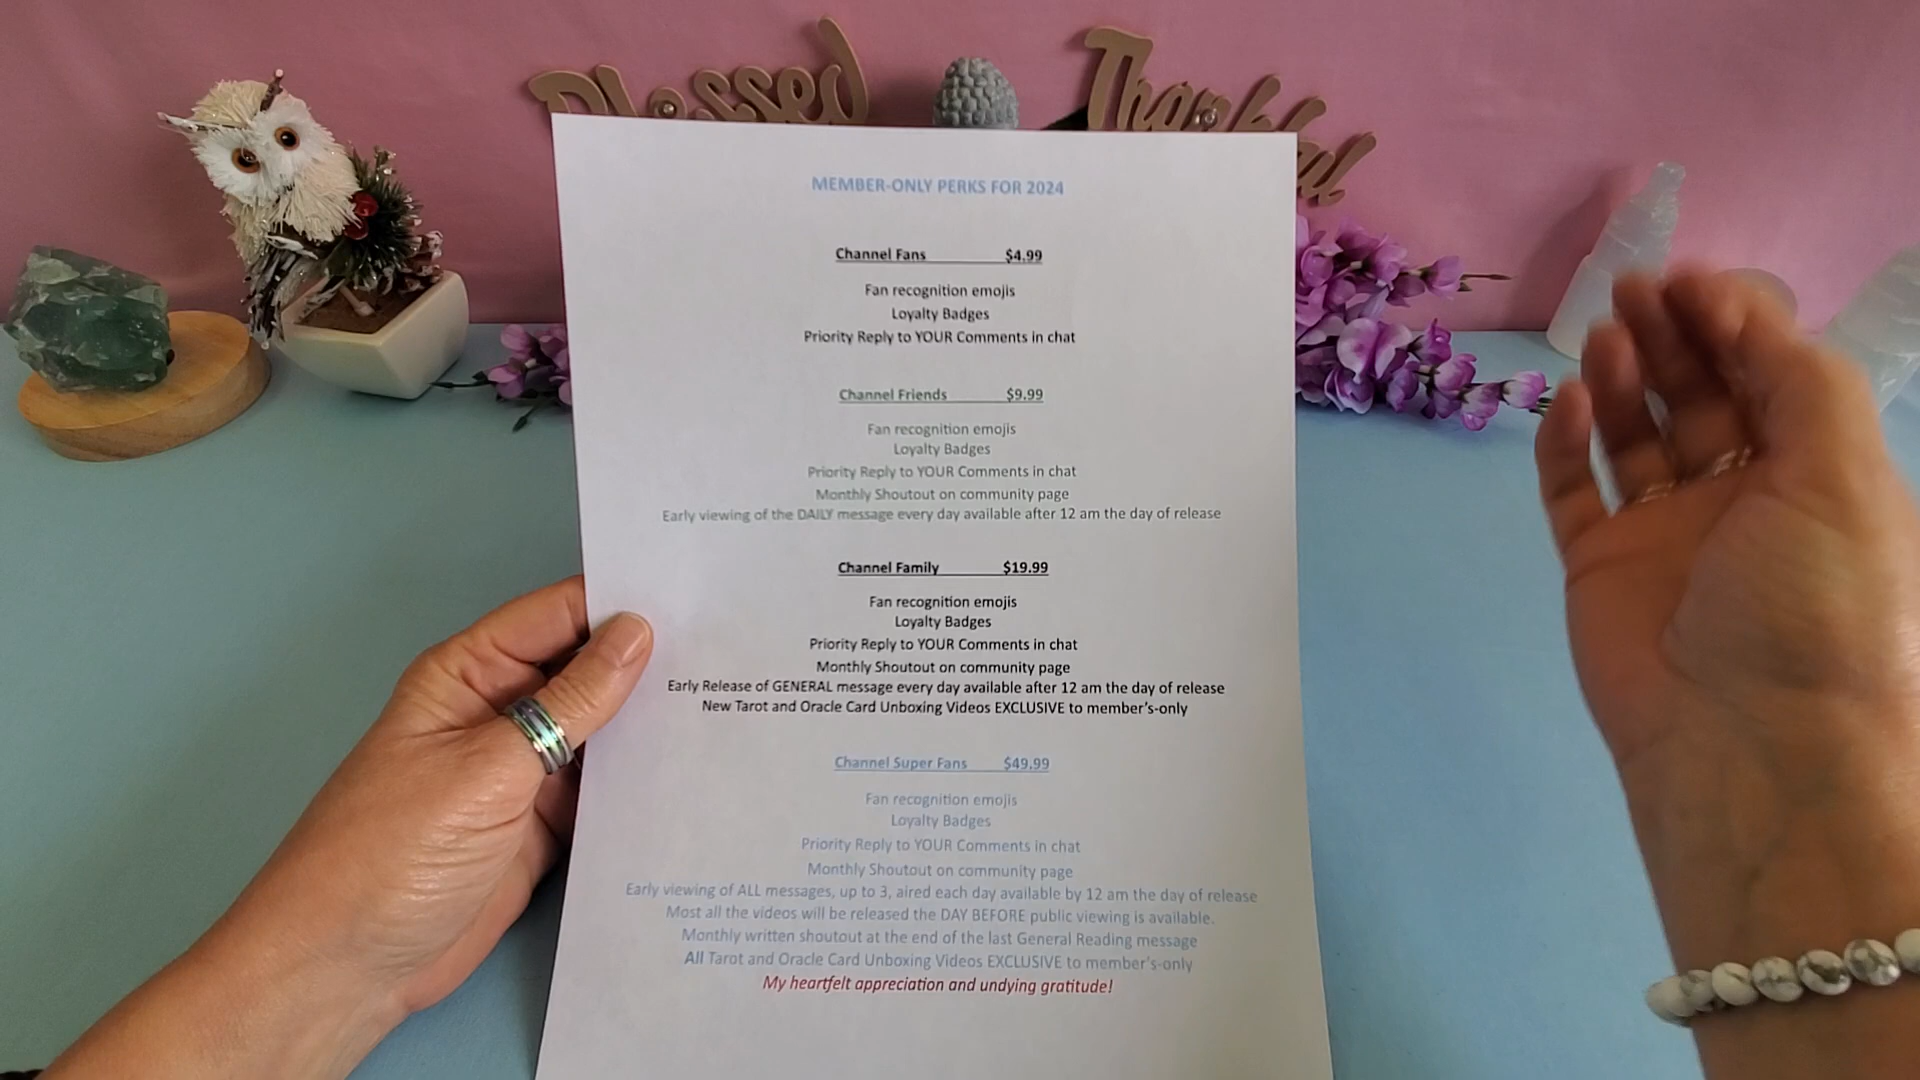 Blessed
Thankful
MEMBER-ONLY PERKS FOR 2024
Channel Fans $4.99
Fan recognition emojis
Loyalty Badges
Priority Reply to YOUR Comments in chat
Channel Friends $9.99
Fan recognition emojis
Loyalty Badges
Priority Reply to YOUR Comments in chat
Monthly Shoutout on community page
Early viewing of the DAILY message every day available after 12 am the day of release
Channel Family $19.99
Fan recognition emojis
Loyalty Badges
Priority Reply to YOUR Comments in chat
Monthly Shoutout on community page
Early Release of GENERAL message every day available after 12 am the day of release
New Tarot and Oracle Card Unboxing Videos EXCLUSIVE to member's-only
Channel Super Fans $49.99
Fan recognition emojis
Loyalty Badges
Priority Reply to YOUR Comments in chat
Monthly Shoutout on community page
Early viewing of ALL messages, up to 3, aired each day available by 12 am the day of release
Most all the videos will be released the DAY BEFORE public viewing is available.
Monthly written shoutout at the end of the last General Reading message
All Tarot and Oracle Card Unboxing Videos EXCLUSIVE to member's-only
My heartfelt appreciation and undying gratitude!